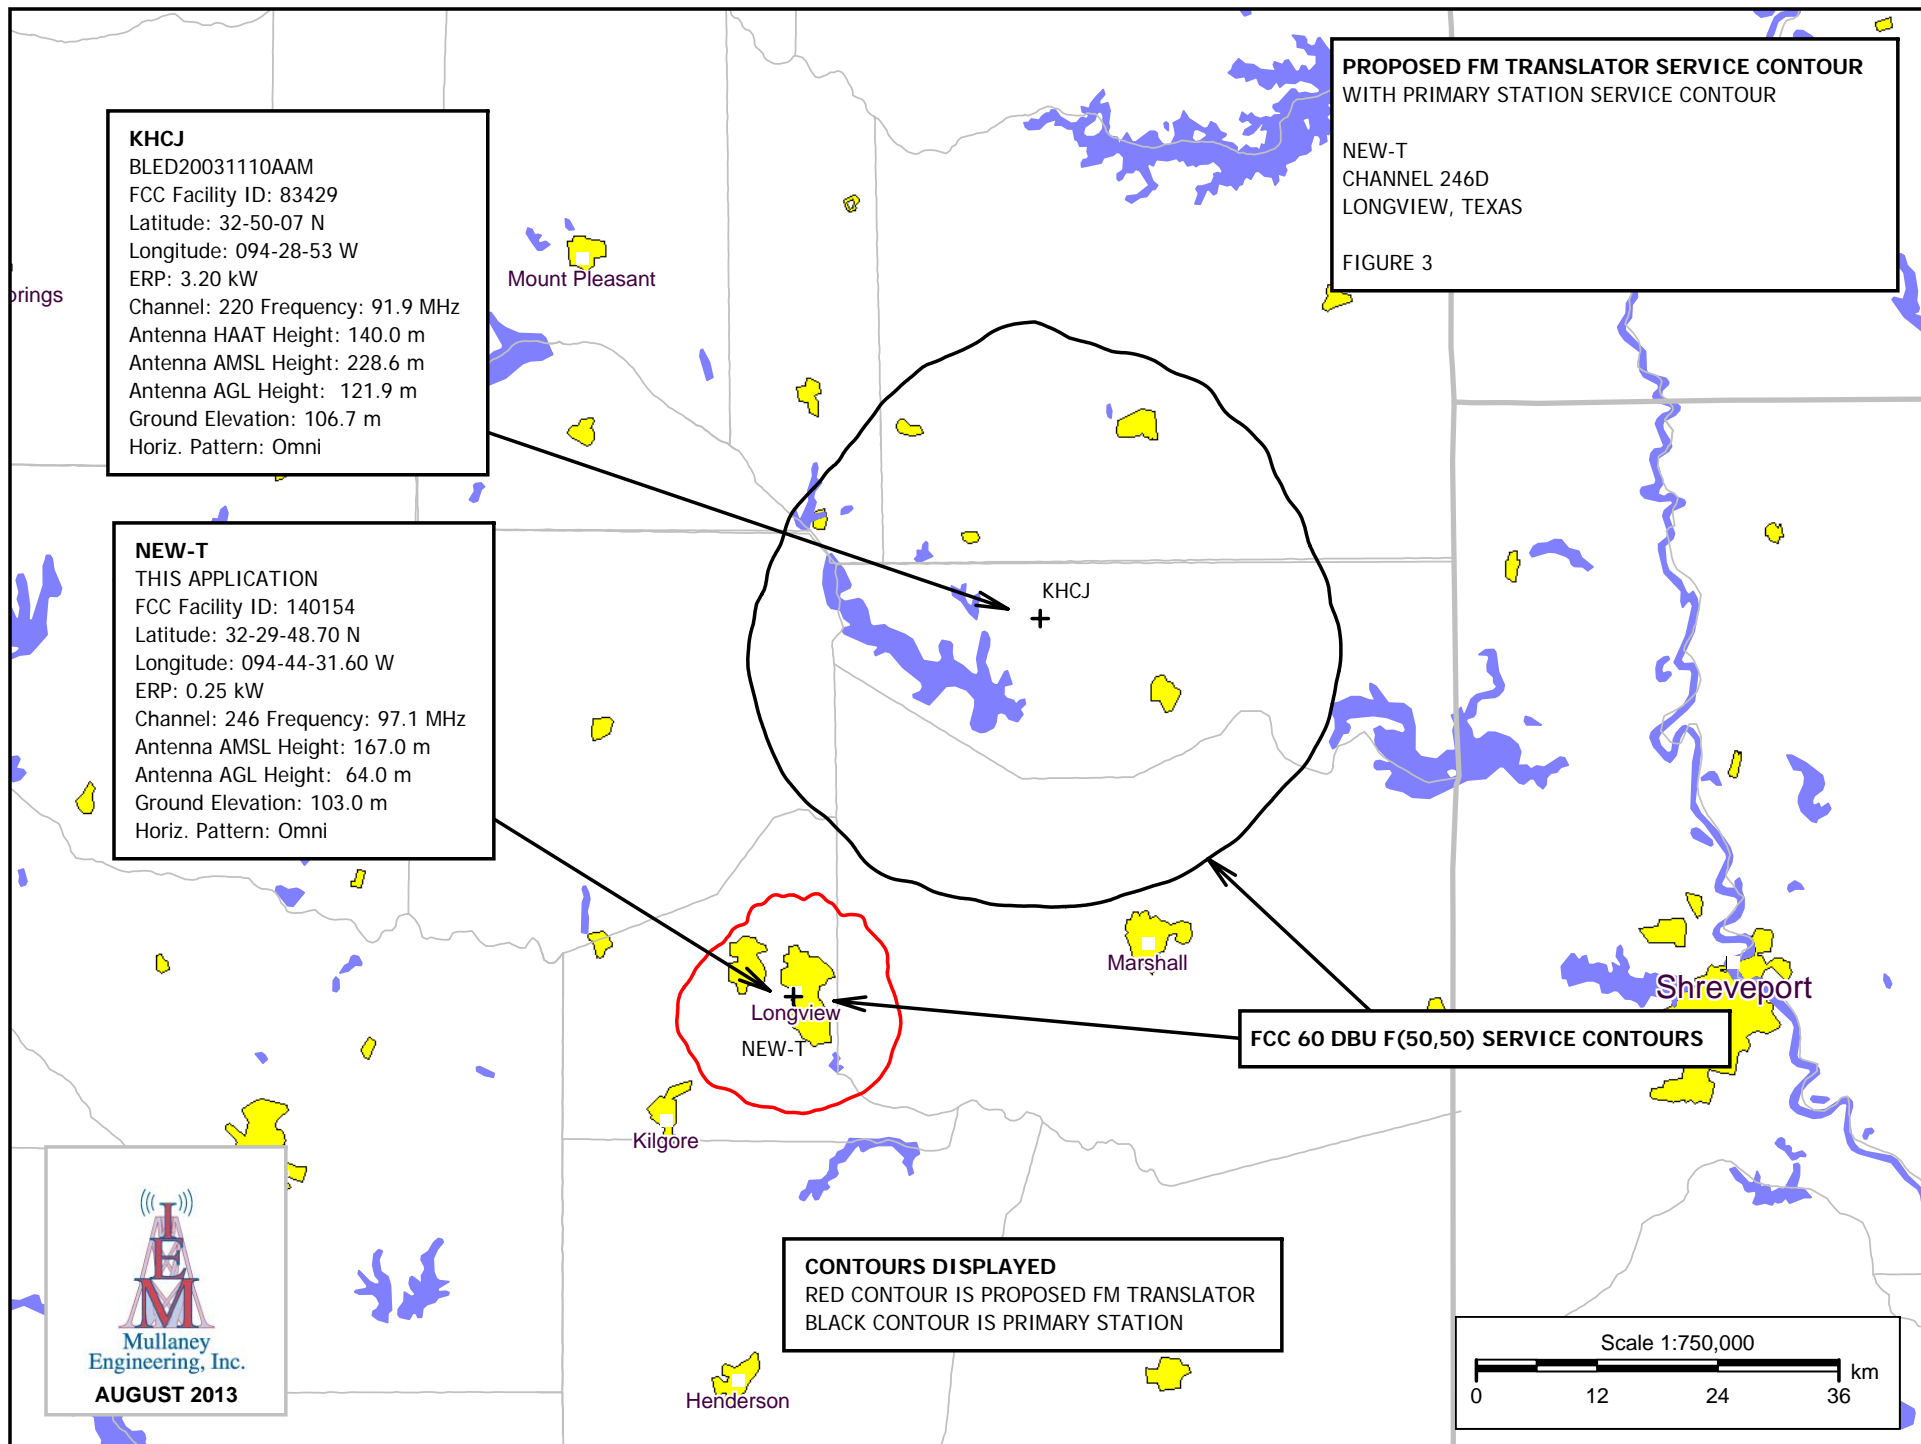 PROPOSED FM TRANSLATOR SERVICE CONTOUR
WITH PRIMARY STATION SERVICE CONTOUR
NEW-T
CHANNEL 246D
LONGVIEW, TEXAS
FIGURE 3
KHCJ
BLED20031110AAM
FCC Facility ID: 83429
Latitude: 32-50-07 N
Longitude: 094-28-53 W
ERP: 3.20 kW
Channel: 220 Frequency: 91.9 MHz
Antenna HAAT Height: 140.0 m
Antenna AMSL Height: 228.6 m
Antenna AGL Height: 121.9 m
Ground Elevation: 106.7 m
Horiz. Pattern: Omni
prings
Mount Pleasant
NEW-T
THIS APPLICATION
FCC Facility ID: 140154
Latitude: 32-29-48.70 N
Longitude: 094-44-31.60 W
ERP: 0.25 kW
Channel: 246 Frequency: 97.1 MHz
Antenna AMSL Height: 167.0 m
Antenna AGL Height: 64.0 m
Ground Elevation: 103.0 m
Horiz. Pattern: Omni
KHCJ
Marshall
Shreveport
Longview
NEW-T
FCC 60 DBU F(50,50) SERVICE CONTOURS
Kilgore
CONTOURS DISPLAYED
RED CONTOUR IS PROPOSED FM TRANSLATOR
BLACK CONTOUR IS PRIMARY STATION
Henderson
I
E
M
Mullaney
Engineering, Inc.
AUGUST 2013
Scale 1:750,000
km
0 12 24 36